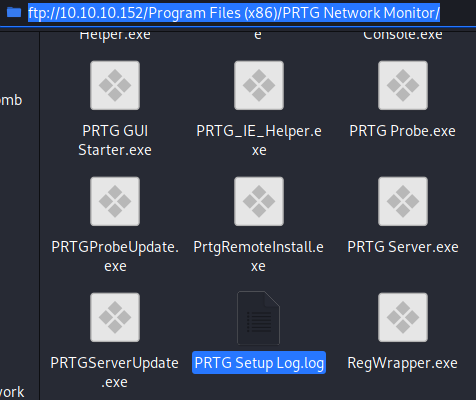 ftp://10.10.10.152/Program Files (x86)/PRTG Network Monitor/
Helper.exe
e
Console.exe
omb
PRTG GUI
Starter.exe
PRTG_IE_Helper.e
xe
PRTG Probe.exe
PRTGProbeUpdate.
exe
PrtgRemoteInstall.e
xe
PRTG Server.exe
PRTGServerUpdate
.exe
PRTG Setup Log.log
RegWrapper.exe
work